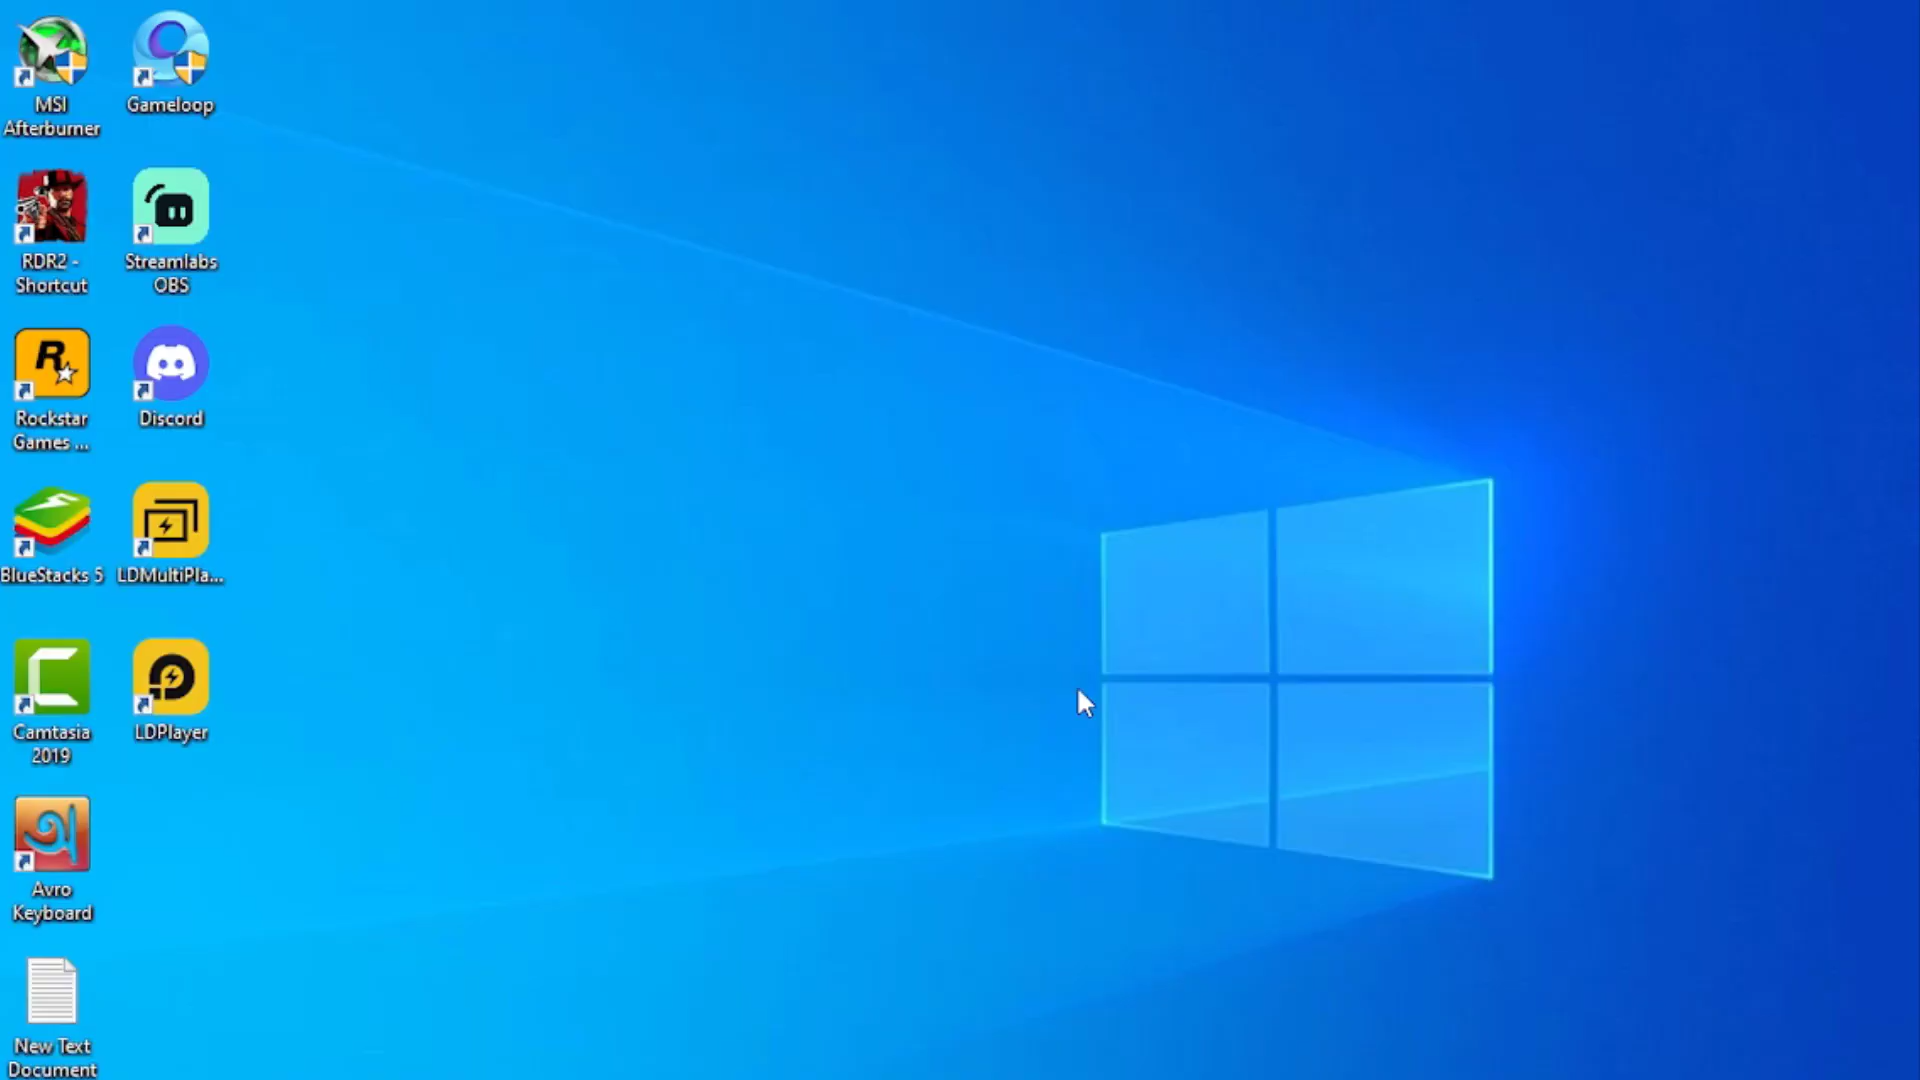 MSI
Afterburner
Gameloop
RDR2 -
Shortcut
Streamlabs
OBS
R
Rockstar
Games ...
Discord
BlueStacks 5
LDMultiPla...
Camtasia
2019
LDPlayer
অ
Avro
Keyboard
New Text
Document